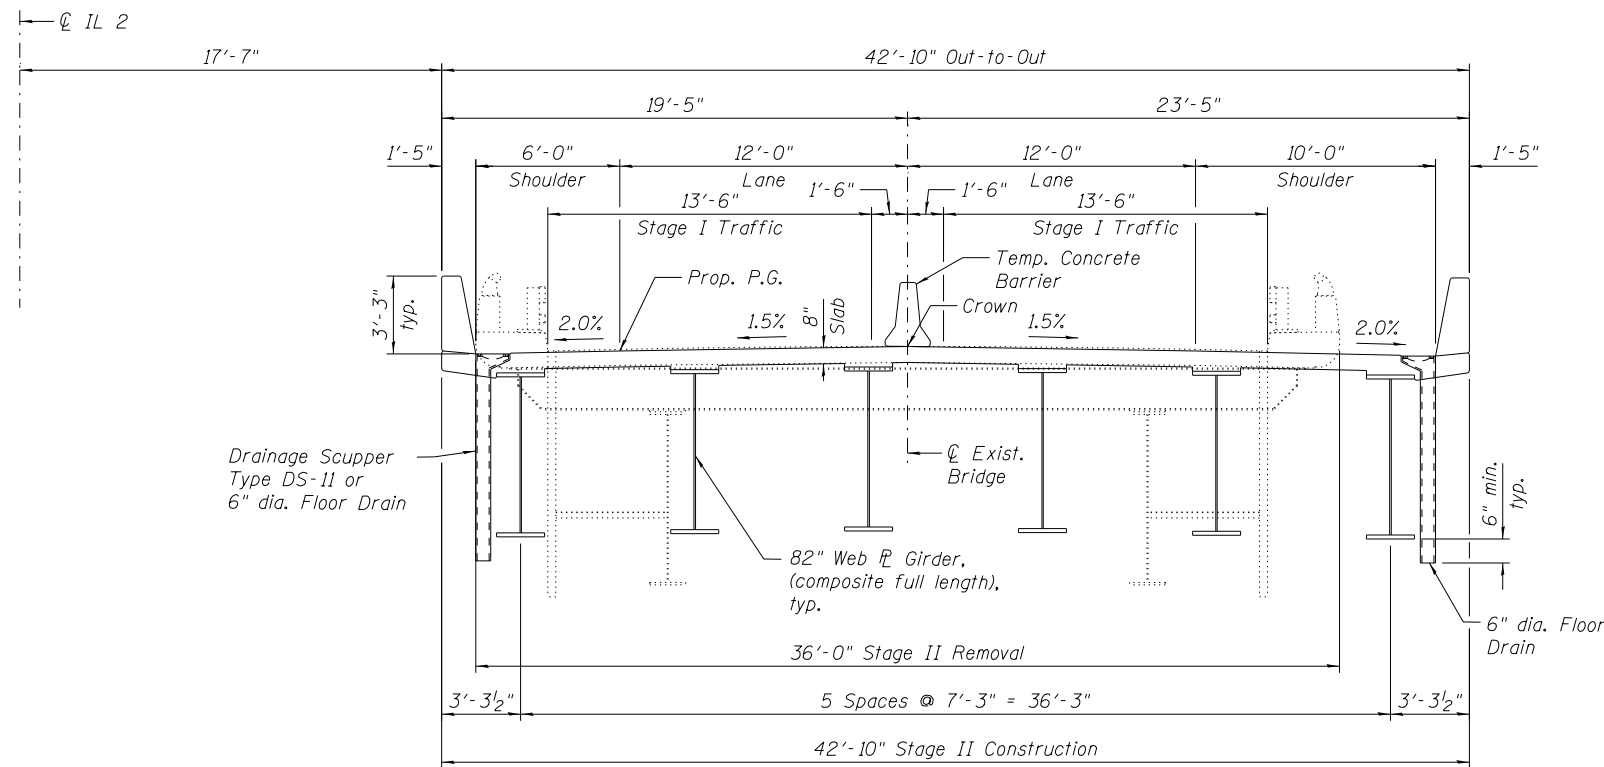 ℄ IL 2
17'-7"
42'-10" Out-to-Out
19'-5"
23'-5"
1'-5"
6'-0"
Shoulder
12'-0"
Lane
12'-0"
Lane
10'-0"
Shoulder
1'-5"
1'-6"
1'-6"
13'-6"
Stage I Traffic
13'-6"
Stage I Traffic
Temp. Concrete
Barrier
Prop. P.G.
Crown
3'-3"
typ.
2.0%
1.5%
8"
Slab
1.5%
2.0%
Drainage Scupper
Type DS-11 or
6" dia. Floor Drain
℄ Exist.
Bridge
6" min.
typ.
82" Web ⅊ Girder,
(composite full length),
typ.
6" dia. Floor
Drain
36'-0" Stage II Removal
3'-3½"
5 Spaces @ 7'-3" = 36'-3"
3'-3½"
42'-10" Stage II Construction